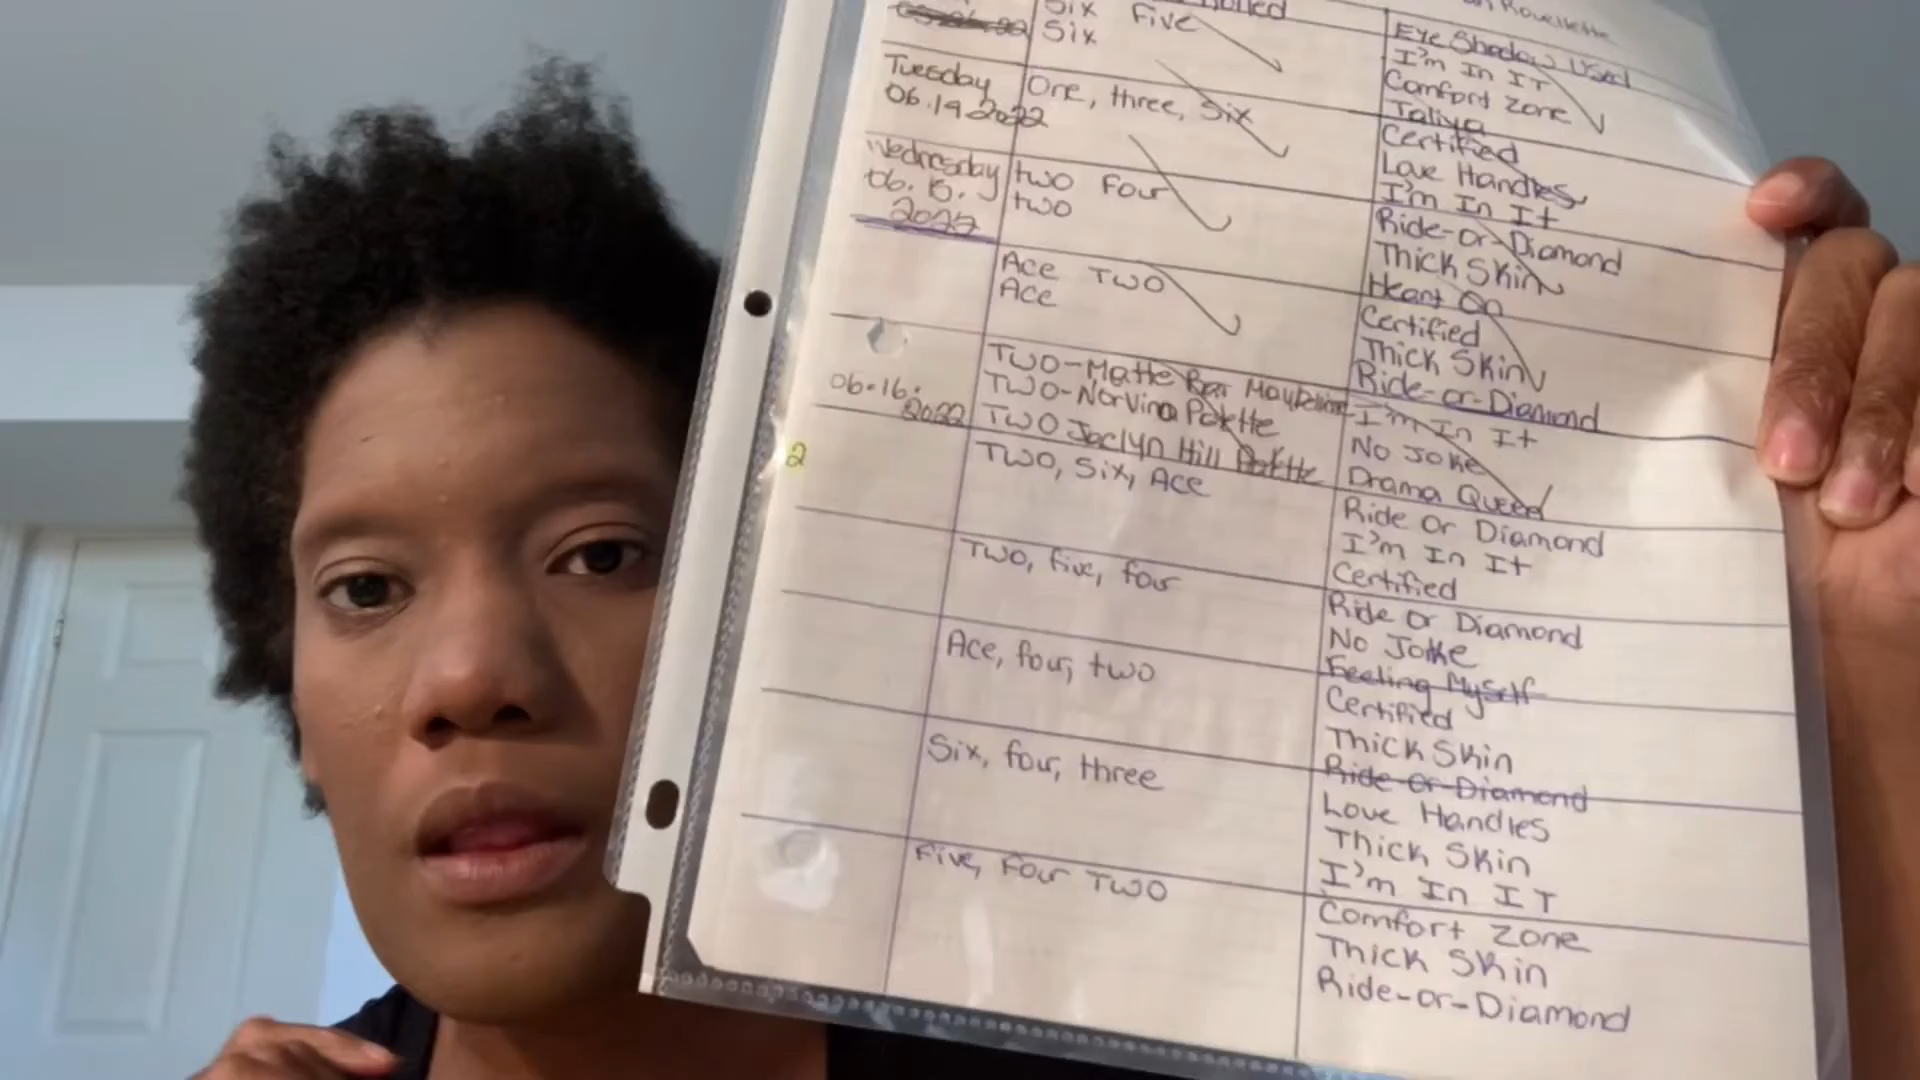 Rolled
Roulette
Six Five
Six
Eye Shadow Used
I'm In IT
Comfort Zone
Taliya
Tuesday
06.14.2022
One, three, Six
Certified
Love Handles
I'm In It
Wednesday
06.15.
2022
two Four
two
Ride-or-Diamond
Thick Skin
Heart On
Ace TWO
Ace
Certified
Thick Skin
Ride-or-Diamond
06.16.
2022
TWO-Matte Bar Maybelline
TWO-Norvina Palette
TWO Jaclyn Hill Palette
I'm In It
No Joke
Drama Queen
2
Two, Six, Ace
Ride or Diamond
I'm In It
Certified
Two, five, four
Ride or Diamond
No Joke
Feeling Myself
Ace, four, two
Certified
Thick Skin
Ride-or-Diamond
Six, four, three
Love Handles
Thick Skin
I'm In IT
Five, Four TWO
Comfort Zone
Thick Skin
Ride-or-Diamond